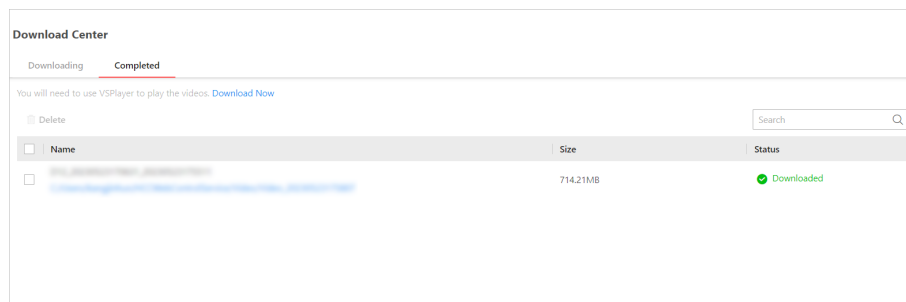 Download Center
Downloading Completed
You will need to use VSPlayer to play the videos. Download Now
Delete Search
Name Size Status
714.21MB Downloaded